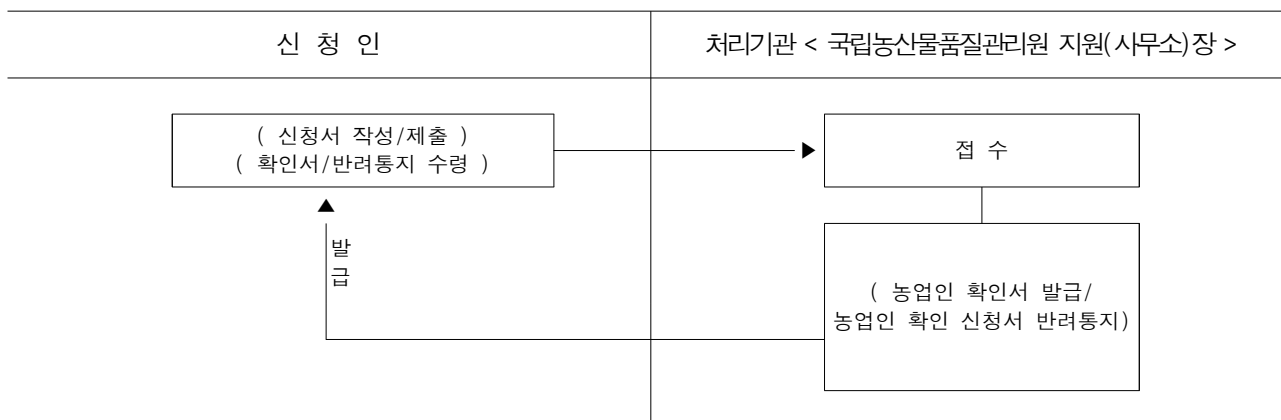 신 청 인
처리기관 < 국립농산물품질관리원 지원(사무소)장 >
( 신청서 작성/제출 )
( 확인서/반려통지 수령 )
접 수
발
급
( 농업인 확인서 발급/
농업인 확인 신청서 반려통지)